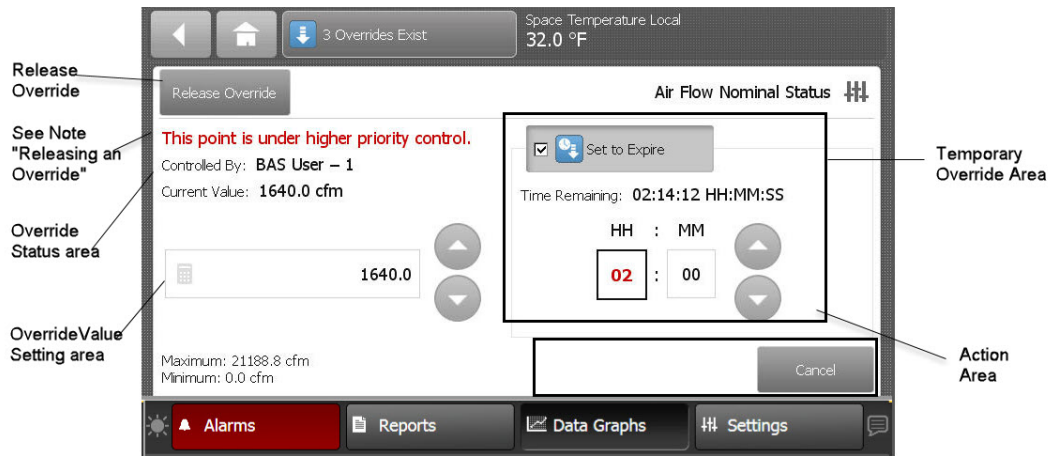 3 Overrides Exist
Space Temperature Local
32.0 °F
Release Override
Release Override
Air Flow Nominal Status
See Note "Releasing an Override"
This point is under higher priority control.
Controlled By: BAS User – 1
Current Value: 1640.0 cfm
Set to Expire
Time Remaining: 02:14:12 HH:MM:SS
Temporary Override Area
HH : MM
02 : 00
Override Status area
1640.0
OverrideValue Setting area
Maximum: 21188.8 cfm
Minimum: 0.0 cfm
Cancel
Action Area
Alarms
Reports
Data Graphs
Settings